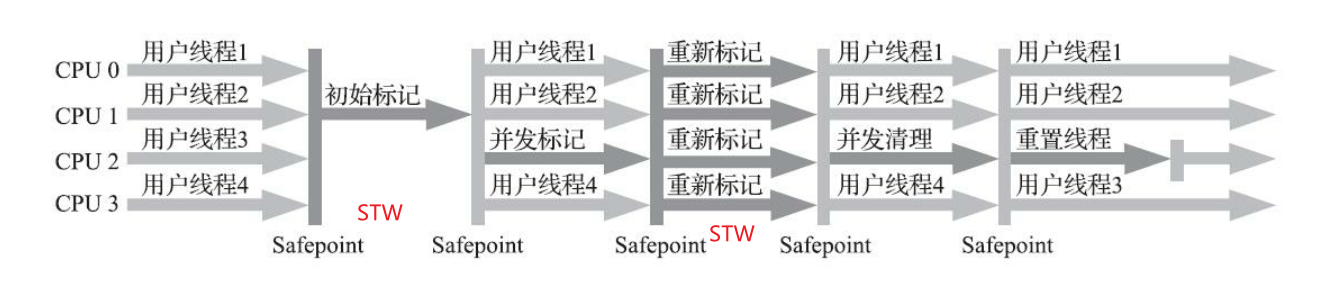 用户线程1 用户线程1 重新标记 用户线程1 用户线程1
CPU 0
用户线程2 初始标记 用户线程2 重新标记 用户线程2 用户线程2
CPU 1
用户线程3 并发标记 重新标记 并发清理 重置线程
CPU 2
用户线程4 用户线程4 重新标记 用户线程4 用户线程3
CPU 3
STW
STW
Safepoint Safepoint Safepoint Safepoint Safepoint